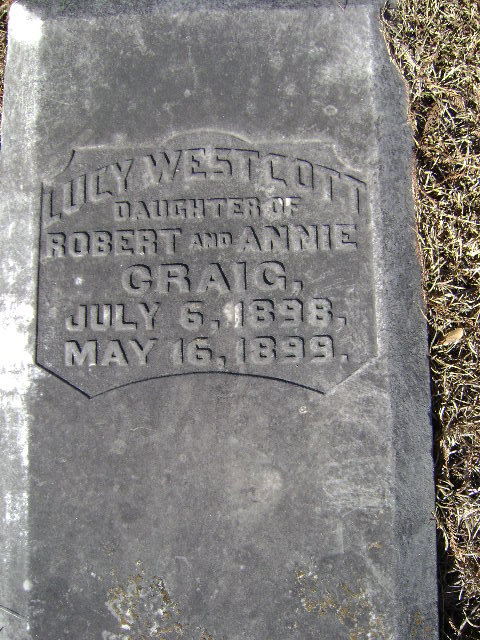 LUCY WESTCOTT
DAUGHTER OF
ROBERT AND ANNIE
CRAIG,
JULY 6, 1898,
MAY 16, 1899.